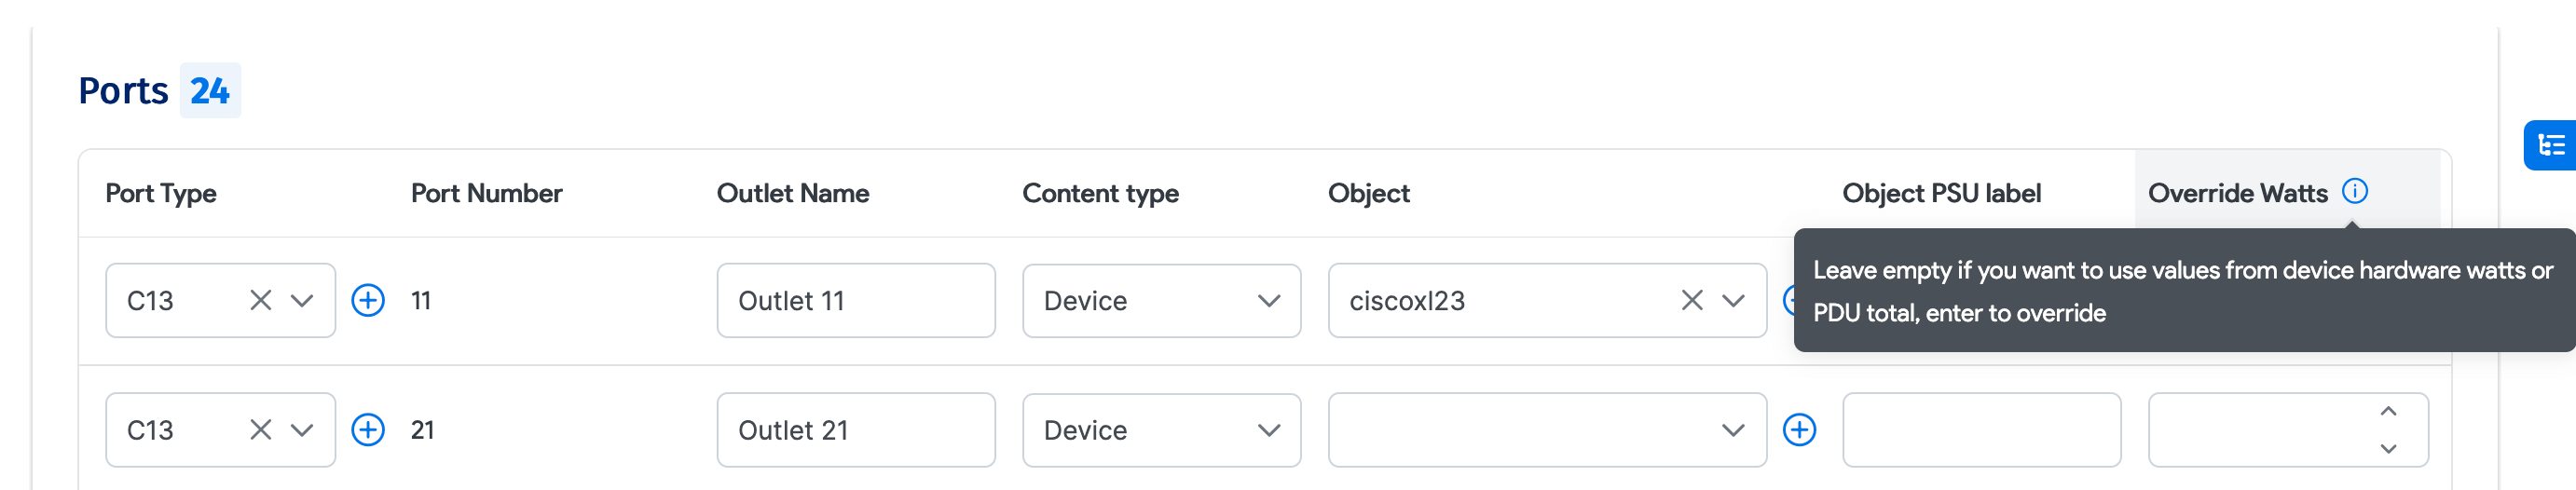 Ports 24
Port Type Port Number Outlet Name Content type Object Object PSU label Override Watts
Leave empty if you want to use values from device hardware watts or
PDU total, enter to override
C13 11 Outlet 11 Device ciscoxl23
C13 21 Outlet 21 Device